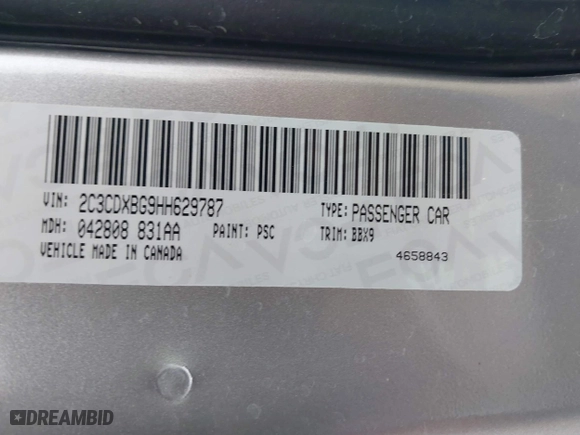 VIN: 2C3CDXBG9HH629787 TYPE: PASSENGER CAR
MDH: 042808 831AA PAINT: PSC TRIM: BBX9
VEHICLE MADE IN CANADA 4658843
DREAMBID